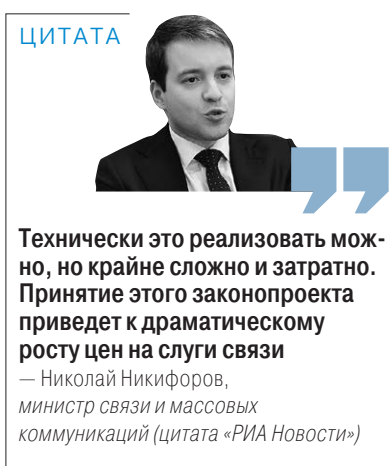 ЦИТАТА
Технически это реализовать мож-
но, но крайне сложно и затратно.
Принятие этого законопроекта
приведет к драматическому
росту цен на слуги связи
— Николай Никифоров,
министр связи и массовых
коммуникаций (цитата «РИА Новости»)